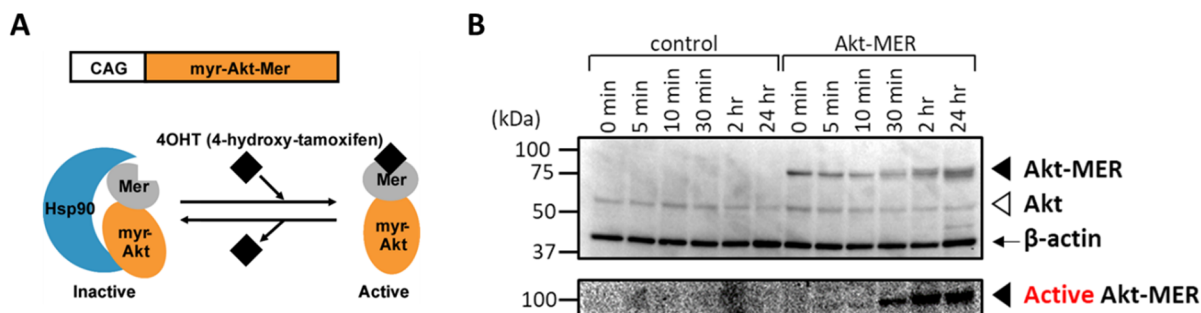 A
CAG
myr-Akt-Mer
4OHT (4-hydroxy-tamoxifen)
Mer
Hsp90
myr-
Akt
Inactive
Mer
myr-
Akt
Active
B
control
Akt-MER
(kDa)
0 min
5 min
10 min
30 min
2 hr
24 hr
0 min
5 min
10 min
30 min
2 hr
24 hr
100
75
50
37
Akt-MER
Akt
β-actin
100
Active Akt-MER